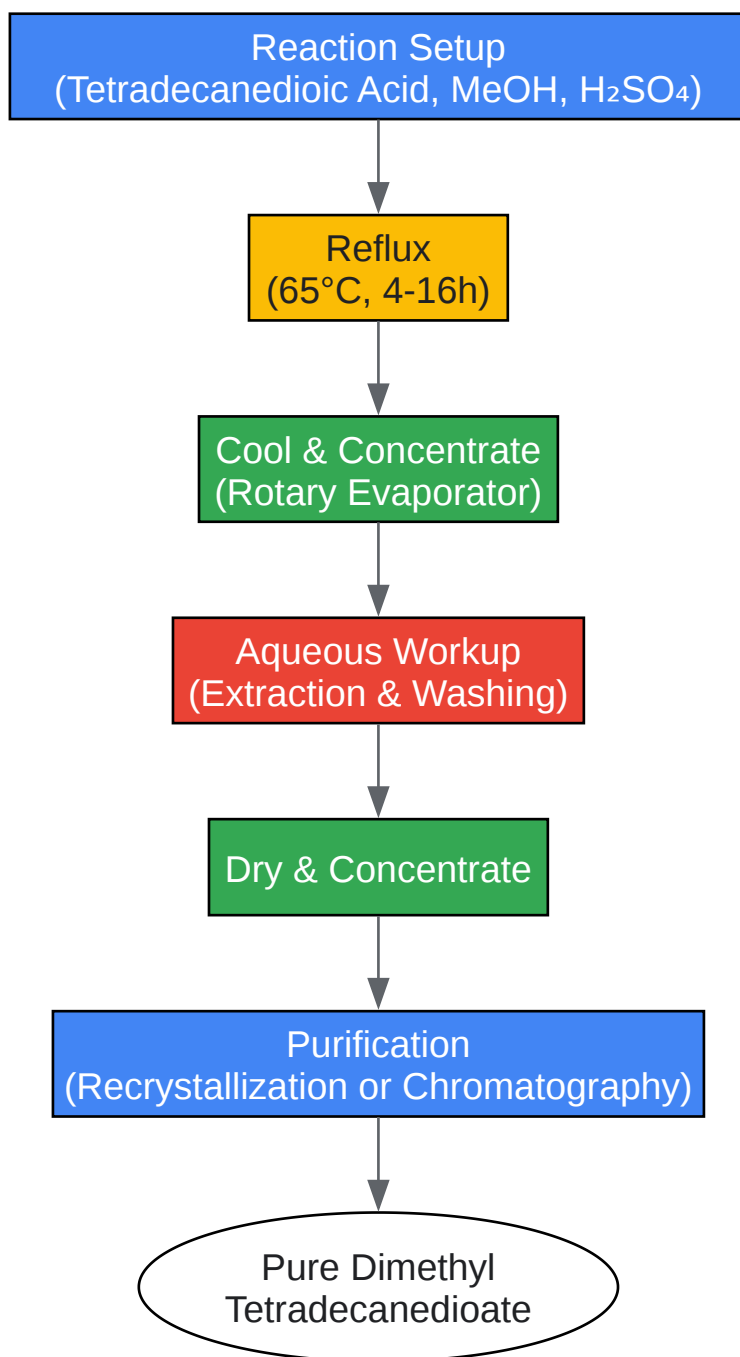 Reaction Setup
(Tetradecanedioic Acid, MeOH, H₂SO₄)
Reflux
(65°C, 4-16h)
Cool & Concentrate
(Rotary Evaporator)
Aqueous Workup
(Extraction & Washing)
Dry & Concentrate
Purification
(Recrystallization or Chromatography)
Pure Dimethyl
Tetradecanedioate